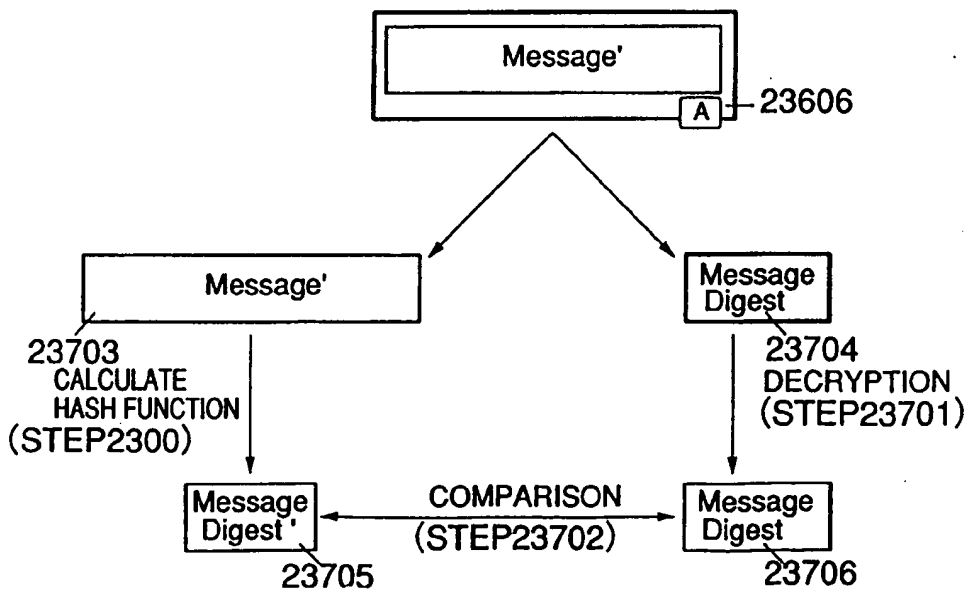 Message'
A
23606
Message'
Message
Digest
23703
23704
CALCULATE
HASH FUNCTION
(STEP2300)
DECRYPTION
(STEP23701)
Message
Digest'
COMPARISON
(STEP23702)
Message
Digest
23705
23706